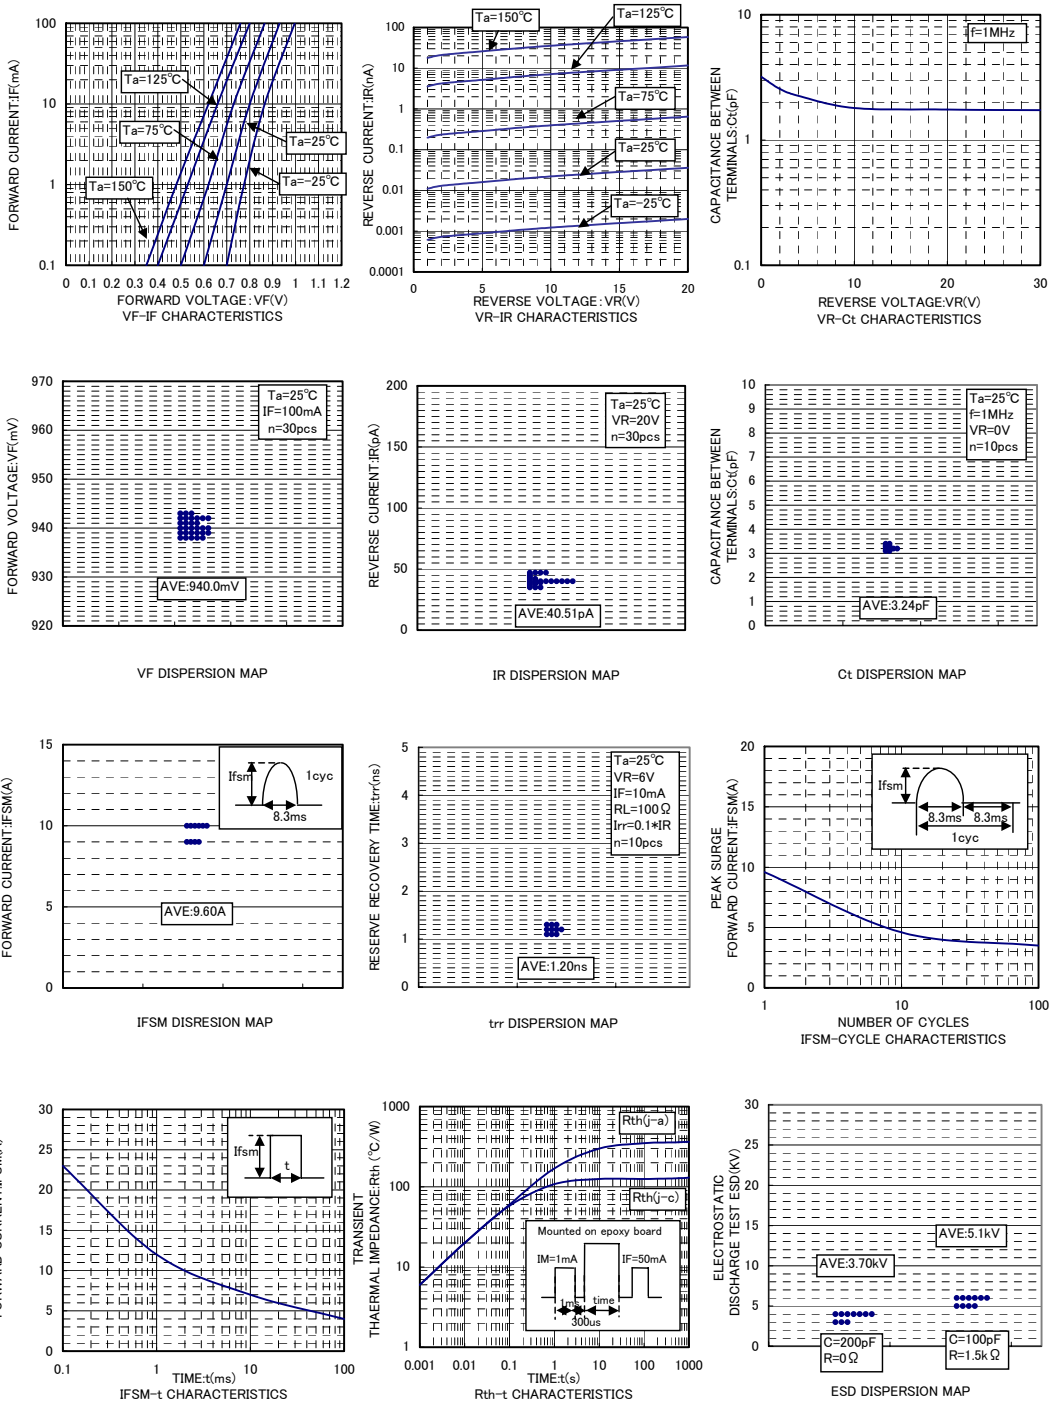 FORWARD CURRENT:IF(mA)
100
10
1
0.1
Ta=125℃
Ta=75℃
Ta=150℃
Ta=25℃
Ta=-25℃
0 0.1 0.2 0.3 0.4 0.5 0.6 0.7 0.8 0.9 1 1.1 1.2
FORWARD VOLTAGE:VF(V)
VF-IF CHARACTERISTICS
REVERSE CURRENT:IR(nA)
100
10
1
0.1
0.01
0.001
0.0001
Ta=150℃
Ta=125℃
Ta=75℃
Ta=25℃
Ta=-25℃
0 5 10 15 20
REVERSE VOLTAGE:VR(V)
VR-IR CHARACTERISTICS
CAPACITANCE BETWEEN
TERMINALS:Ct(pF)
10
1
0.1
f=1MHz
0 10 20 30
REVERSE VOLTAGE:VR(V)
VR-Ct CHARACTERISTICS
FORWARD VOLTAGE:VF(mV)
970
960
950
940
930
920
Ta=25℃
IF=100mA
n=30pcs
AVE:940.0mV
VF DISPERSION MAP
REVERSE CURRENT:IR(pA)
200
150
100
50
0
Ta=25℃
VR=20V
n=30pcs
AVE:40.51pA
IR DISPERSION MAP
CAPACITANCE BETWEEN
TERMINALS:Ct(pF)
10
9
8
7
6
5
4
3
2
1
0
Ta=25℃
f=1MHz
VR=0V
n=10pcs
AVE:3.24pF
Ct DISPERSION MAP
FORWARD CURRENT:IFSM(A)
15
10
5
0
Ifsm
1cyc
8.3ms
AVE:9.60A
IFSM DISRESION MAP
RESERVE RECOVERY TIME:trr(ns)
5
4
3
2
1
0
Ta=25℃
VR=6V
IF=10mA
RL=100Ω
Irr=0.1*IR
n=10pcs
AVE:1.20ns
trr DISPERSION MAP
PEAK SURGE
FORWARD CURRENT:IFSM(A)
20
15
10
5
0
Ifsm
8.3ms 8.3ms
1cyc
1 10 100
NUMBER OF CYCLES
IFSM-CYCLE CHARACTERISTICS
30
25
20
15
10
5
0
Ifsm
t
0.1 1 10 100
TIME:t(ms)
IFSM-t CHARACTERISTICS
TRANSIENT
THAERMAL IMPEDANCE:Rth (℃/W)
1000
100
10
1
Rth(j-a)
Rth(j-c)
Mounted on epoxy board
IM=1mA
IF=50mA
1ms
time
300us
0.001 0.01 0.1 1 10 100 1000
TIME:t(s)
Rth-t CHARACTERISTICS
ELECTROSTATIC
DISCHARGE TEST ESD(KV)
30
25
20
15
10
5
0
AVE:5.1kV
AVE:3.70kV
C=200pF
R=0Ω
C=100pF
R=1.5kΩ
ESD DISPERSION MAP